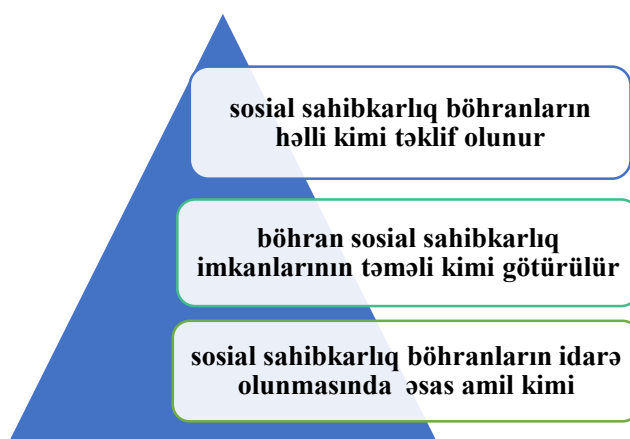 sosial sahibkarlıq böhranların
həlli kimi təklif olunur
böhran sosial sahibkarlıq
imkanlarının təməli kimi götürülür
sosial sahibkarlıq böhranların idarə
olunmasında əsas amil kimi